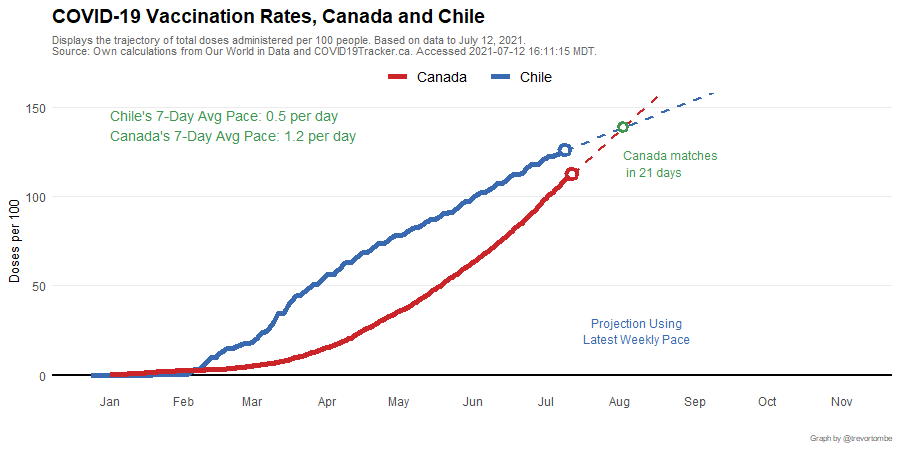 COVID-19 Vaccination Rates, Canada and Chile
Displays the trajectory of total doses administered per 100 people. Based on data to July 12, 2021.
Source: Own calculations from Our World in Data and COVID19Tracker.ca. Accessed 2021-07-12 16:11:15 MDT.
Canada Chile
150
Chile's 7-Day Avg Pace: 0.5 per day
Canada's 7-Day Avg Pace: 1.2 per day
Canada matches
in 21 days
100
Doses per 100
50
Projection Using
Latest Weekly Pace
0
Jan Feb Mar Apr May Jun Jul Aug Sep Oct Nov
Graph by @trevortombe